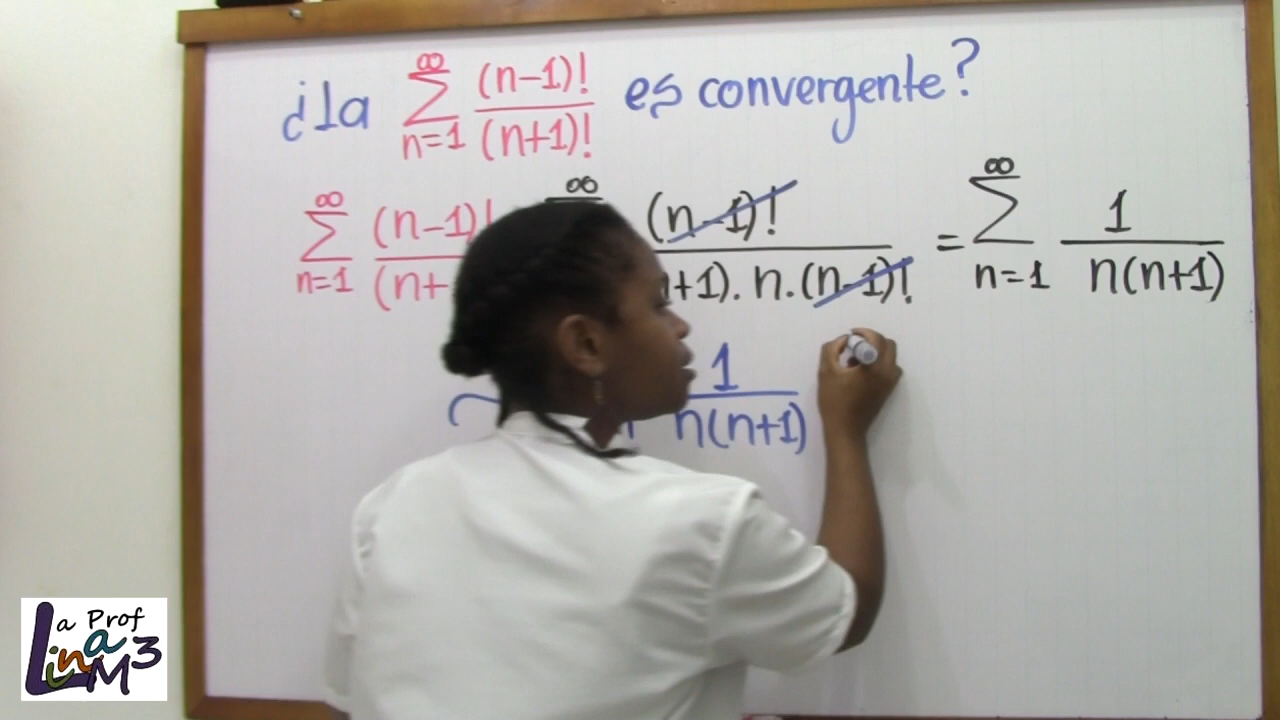 ¿la ∞ Σ n=1 (n-1)! / (n+1)! es convergente?
∞ Σ n=1 (n-1)! / (n+ ∞ (n-1)! / +1). n. (n-1)! = ∞ Σ n=1 1 / n(n+1)
1 / n(n+1)
La Prof
Lina M3